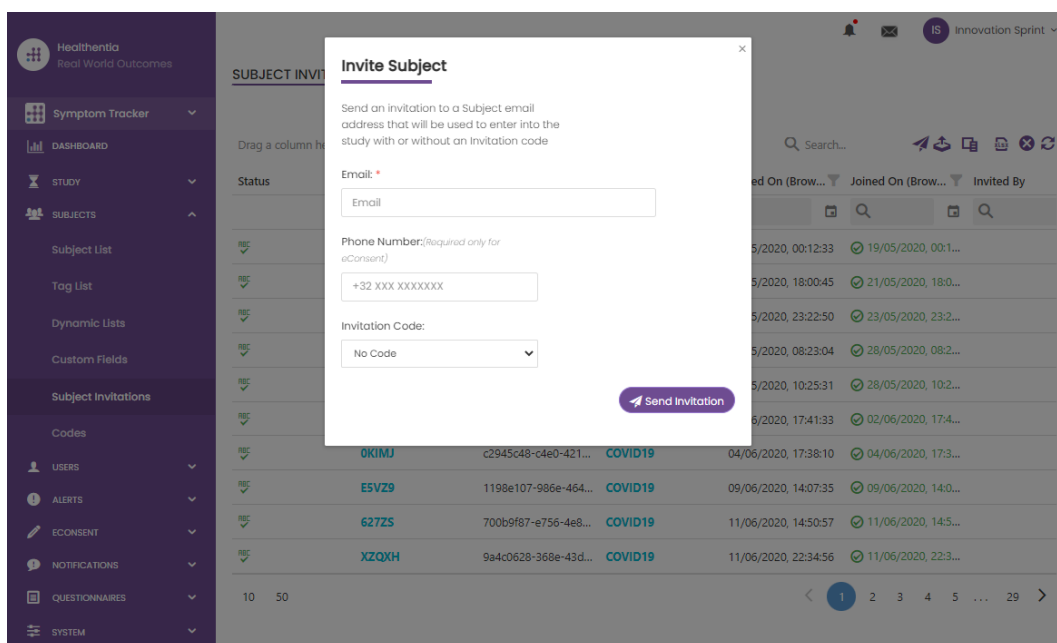 Healthentia
Real World Outcomes
IS Innovation Sprint
SUBJECT INVIT
Symptom Tracker
DASHBOARD
STUDY
SUBJECTS
Subject List
Tag List
Dynamic Lists
Custom Fields
Subject Invitations
Codes
USERS
ALERTS
ECONSENT
NOTIFICATIONS
QUESTIONNAIRES
SYSTEM
Invite Subject
Send an invitation to a Subject email
address that will be used to enter into the
study with or without an Invitation code
Email: *
Email
Phone Number:(Required only for
eConsent)
+32 XXX XXXXXXX
Invitation Code:
No Code
Send Invitation
Drag a column he
Search...
Status ed On (Brow... Joined On (Brow... Invited By
5/2020, 00:12:33 19/05/2020, 00:1...
5/2020, 18:00:45 21/05/2020, 18:0...
5/2020, 23:22:50 23/05/2020, 23:2...
5/2020, 08:23:04 28/05/2020, 08:2...
5/2020, 10:25:31 28/05/2020, 10:2...
6/2020, 17:41:33 02/06/2020, 17:4...
0KIMJ c2945c48-c4e0-421... COVID19 04/06/2020, 17:38:10 04/06/2020, 17:3...
E5VZ9 1198e107-986e-464... COVID19 09/06/2020, 14:07:35 09/06/2020, 14:0...
627ZS 700b9f87-e756-4e8... COVID19 11/06/2020, 14:50:57 11/06/2020, 14:5...
XZQXH 9a4c0628-368e-43d... COVID19 11/06/2020, 22:34:56 11/06/2020, 22:3...
10 50
1 2 3 4 5 ... 29